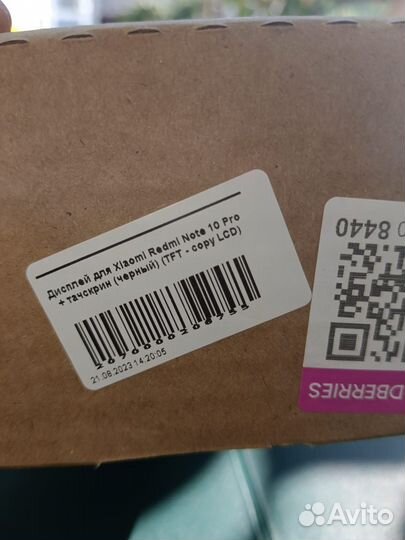 Дисплей для Xiaomi Redmi Note 10 Pro
+ тачскрин (черный) (TFT - copy LCD)
21.08.2023 14:20:05
8440
DBERRIES
Avito